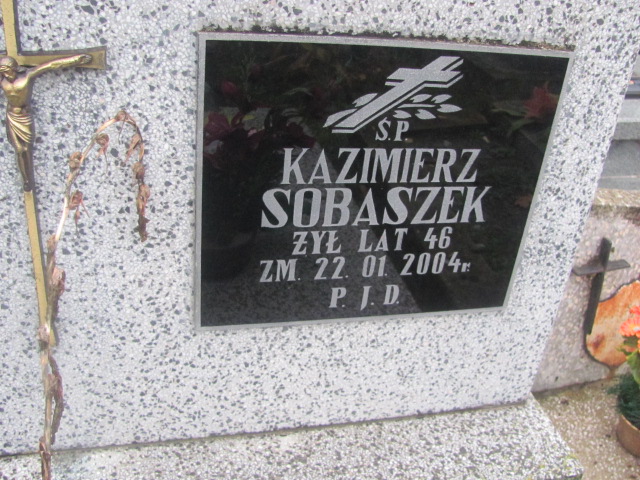 Ś.P
KAZIMIERZ
SOBASZEK
ŻYŁ LAT 46
ZM. 22. 01. 2004r.
P. J. D.